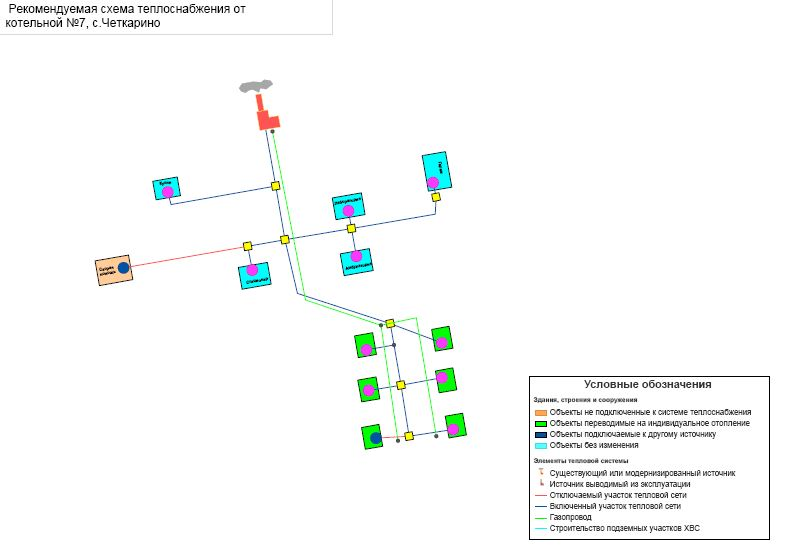 Рекомендуемая схема теплоснабжения от
котельной №7, с.Четкарино
Условные обозначения
Здания, строения и сооружения
Объекты не подключенные к системе теплоснабжения
Объекты переводимые на индивидуальное отопление
Объекты подключаемые к другому источнику
Объекты без изменения
Элементы тепловой системы
Существующий или модернизированный источник
Источник выводимый из эксплуатации
Отключаемый участок тепловой сети
Включенный участок тепловой сети
Газопровод
Строительство подземных участков ХВС